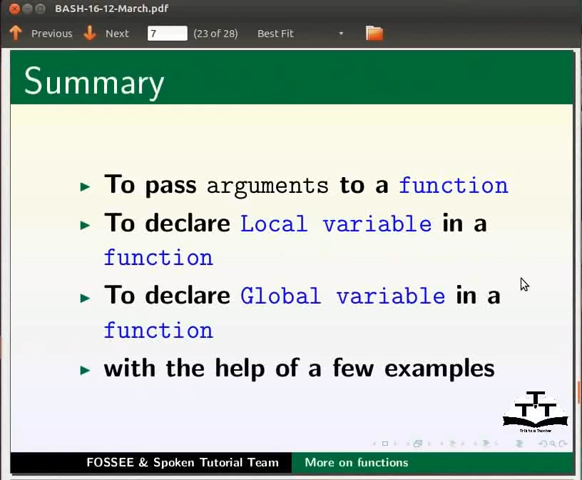 BASH-16-12-March.pdf
Previous Next 7 (23 of 28) Best Fit
Summary
To pass arguments to a function
To declare Local variable in a
function
To declare Global variable in a
function
with the help of a few examples
FOSSEE & Spoken Tutorial Team More on functions